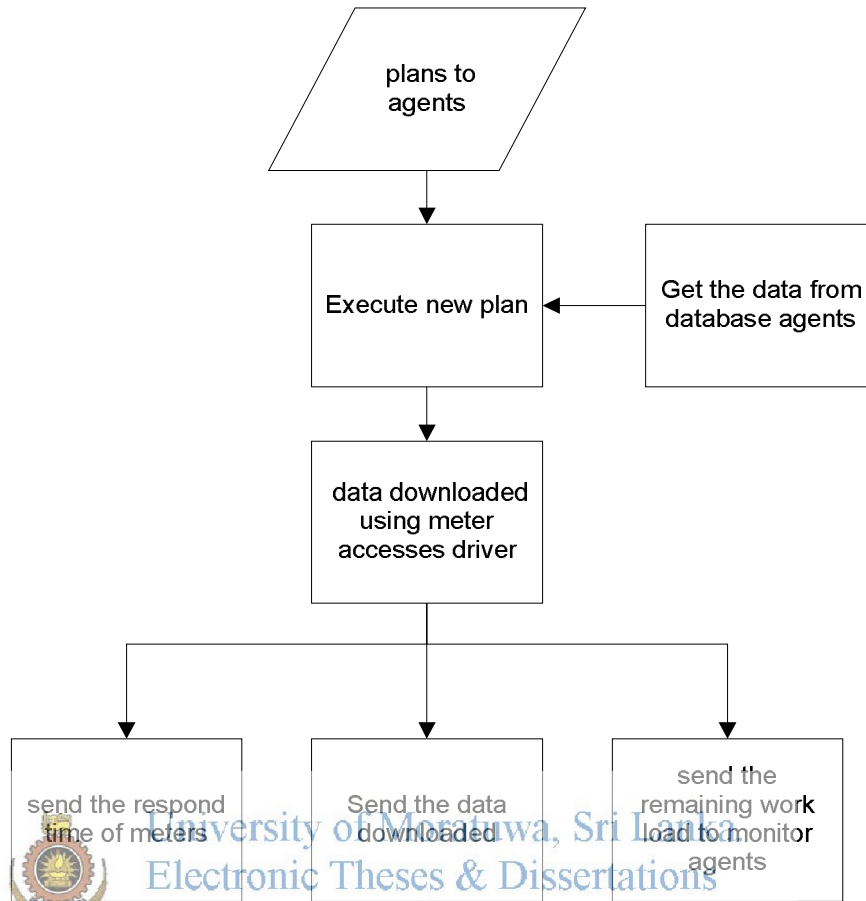 plans to
agents
Execute new plan
Get the data from
database agents
data downloaded
using meter
accesses driver
send the respond
time of meters
Send the data
downloaded
send the
remaining work
load to monitor
agents
University of Moratuwa, Sri Lanka.
Electronic Theses & Dissertations